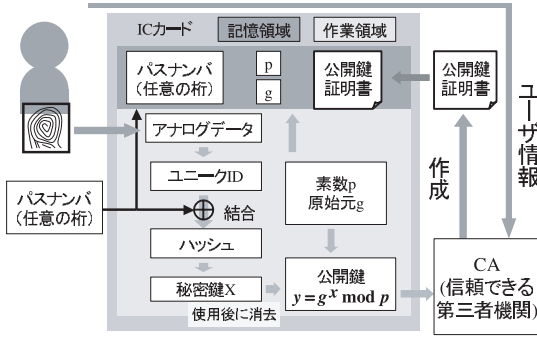 ICカード
記憶領域
作業領域
パスナンバ
(任意の桁)
p
g
公開鍵
証明書
公開鍵
証明書
アナログデータ
ユニークID
パスナンバ
(任意の桁)
結合
素数p
原始元g
ハッシュ
秘密鍵X
使用後に消去
公開鍵
y=g^x mod p
作成
ユーザ情報
CA
(信頼できる
第三者機関)